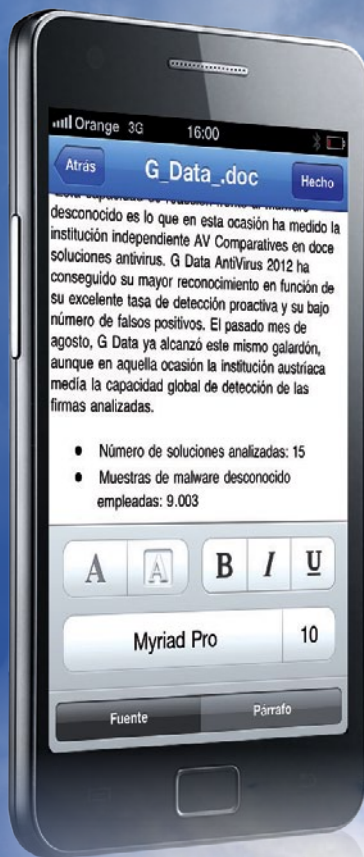 Orange 3G 16:00
Atrás G_Data_.doc Hecho
desconocido es lo que en esta ocasión ha medido la
institución independiente AV Comparatives en doce
soluciones antivirus. G Data AntiVirus 2012 ha
conseguido su mayor reconocimiento en función de
su excelente tasa de detección proactiva y su bajo
número de falsos positivos. El pasado mes de
agosto, G Data ya alcanzó este mismo galardón,
aunque en aquella ocasión la institución austríaca
medía la capacidad global de detección de las
firmas analizadas.
● Número de soluciones analizadas: 15
● Muestras de malware desconocido
empleadas: 9.003
A A B I U
Myriad Pro 10
Fuente Párrafo